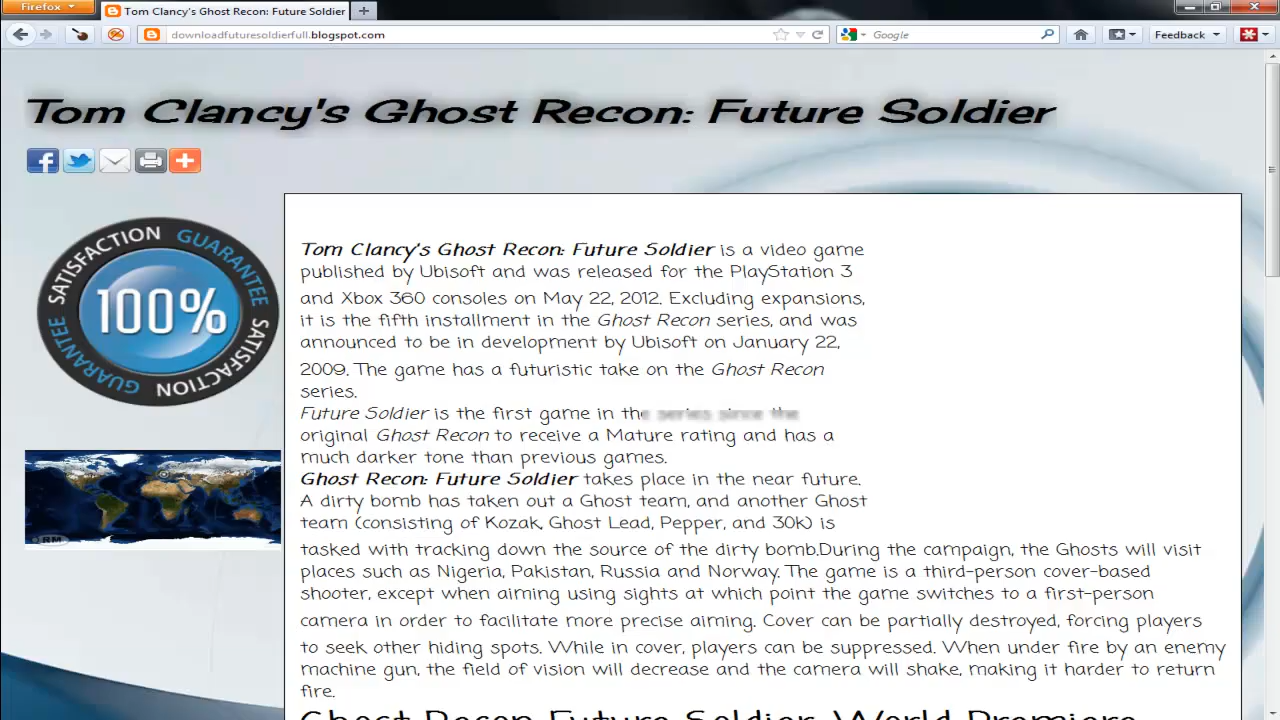 Firefox
Tom Clancy's Ghost Recon: Future Soldier
downloadfuturesoldierfull.blogspot.com
Google
Feedback
Tom Clancy's Ghost Recon: Future Soldier
SATISFACTION GUARANTEE
100%
SATISFACTION GUARANTEE
RM
Tom Clancy's Ghost Recon: Future Soldier is a video game
published by Ubisoft and was released for the PlayStation 3
and Xbox 360 consoles on May 22, 2012. Excluding expansions,
it is the fifth installment in the Ghost Recon series, and was
announced to be in development by Ubisoft on January 22,
2009. The game has a futuristic take on the Ghost Recon
series.
Future Soldier is the first game in the series since the
original Ghost Recon to receive a Mature rating and has a
much darker tone than previous games.
Ghost Recon: Future Soldier takes place in the near future.
A dirty bomb has taken out a Ghost team, and another Ghost
team (consisting of Kozak, Ghost Lead, Pepper, and 30k) is
tasked with tracking down the source of the dirty bomb.During the campaign, the Ghosts will visit
places such as Nigeria, Pakistan, Russia and Norway. The game is a third-person cover-based
shooter, except when aiming using sights at which point the game switches to a first-person
camera in order to facilitate more precise aiming. Cover can be partially destroyed, forcing players
to seek other hiding spots. While in cover, players can be suppressed. When under fire by an enemy
machine gun, the field of vision will decrease and the camera will shake, making it harder to return
fire.
Ghost Recon Future Soldier World Premiere